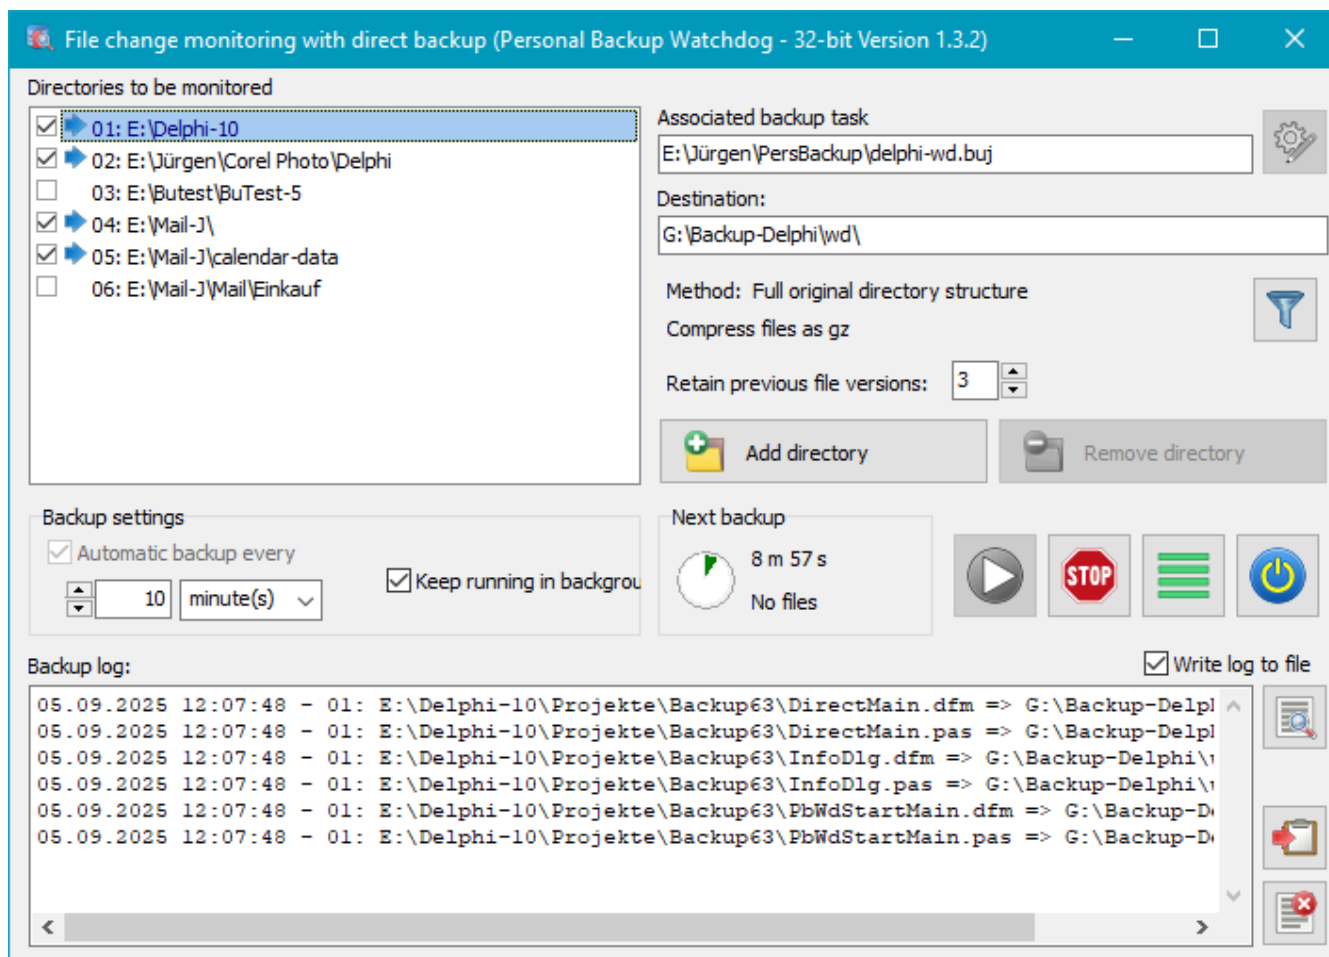 File change monitoring with direct backup (Personal Backup Watchdog - 32-bit Version 1.3.2)
Directories to be monitored
01: E:\Delphi-10
02: E:\Jürgen\Corel Photo\Delphi
03: E:\Butest\BuTest-5
04: E:\Mail-J\
05: E:\Mail-J\calendar-data
06: E:\Mail-J\Mail\Einkauf
Associated backup task
E:\Jürgen\PersBackup\delphi-wd.buj
Destination:
G:\Backup-Delphi\wd\
Method: Full original directory structure
Compress files as gz
Retain previous file versions: 3
Add directory
Remove directory
Backup settings
Automatic backup every
10 minute(s)
Keep running in backgrou
Next backup
8 m 57 s
No files
STOP
Backup log:
Write log to file
05.09.2025 12:07:48 - 01: E:\Delphi-10\Projekte\Backup63\DirectMain.dfm => G:\Backup-Delp
05.09.2025 12:07:48 - 01: E:\Delphi-10\Projekte\Backup63\DirectMain.pas => G:\Backup-Delp
05.09.2025 12:07:48 - 01: E:\Delphi-10\Projekte\Backup63\InfoDlg.dfm => G:\Backup-Delphi\
05.09.2025 12:07:48 - 01: E:\Delphi-10\Projekte\Backup63\InfoDlg.pas => G:\Backup-Delphi\
05.09.2025 12:07:48 - 01: E:\Delphi-10\Projekte\Backup63\PbWdStartMain.dfm => G:\Backup-D
05.09.2025 12:07:48 - 01: E:\Delphi-10\Projekte\Backup63\PbWdStartMain.pas => G:\Backup-D